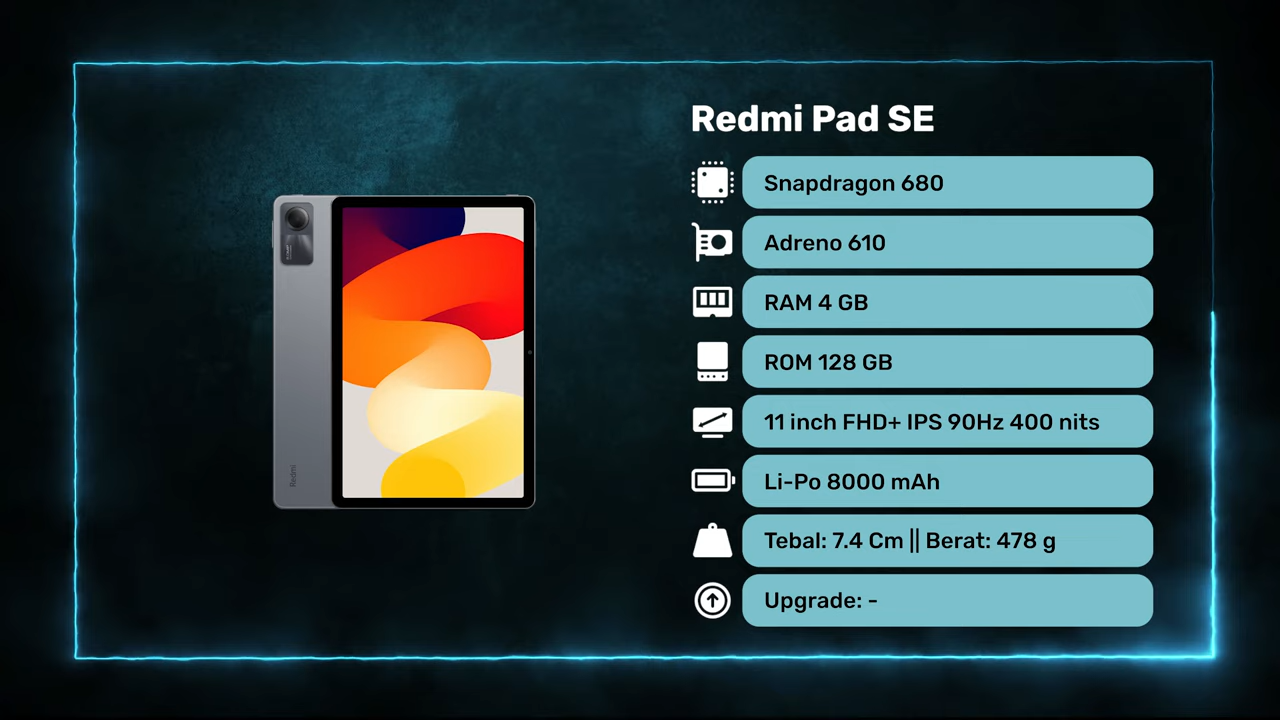 Redmi Pad SE
Snapdragon 680
Adreno 610
RAM 4 GB
ROM 128 GB
11 inch FHD+ IPS 90Hz 400 nits
Li-Po 8000 mAh
Tebal: 7.4 Cm || Berat: 478 g
Upgrade: -
Redmi